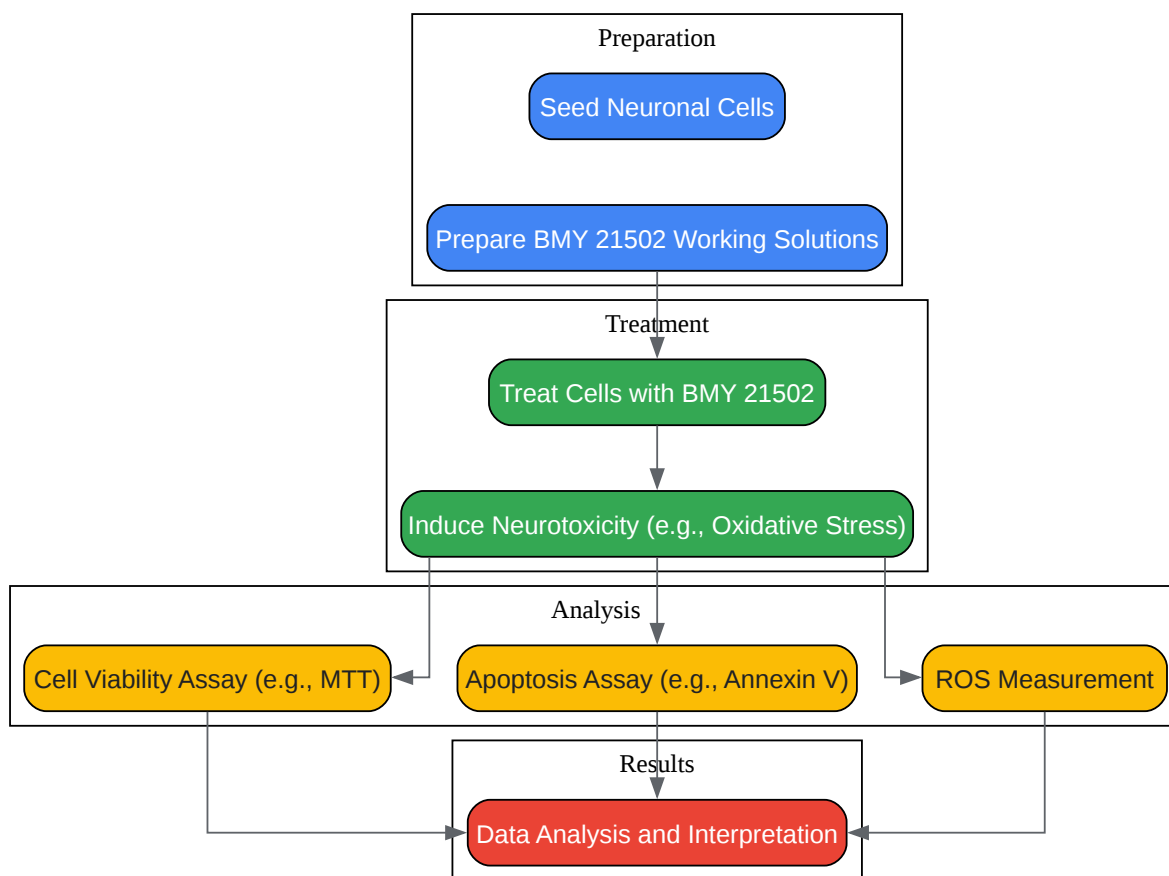 Preparation
Seed Neuronal Cells
Prepare BMY 21502 Working Solutions
Treatment
Treat Cells with BMY 21502
Induce Neurotoxicity (e.g., Oxidative Stress)
Analysis
Cell Viability Assay (e.g., MTT)
Apoptosis Assay (e.g., Annexin V)
ROS Measurement
Results
Data Analysis and Interpretation